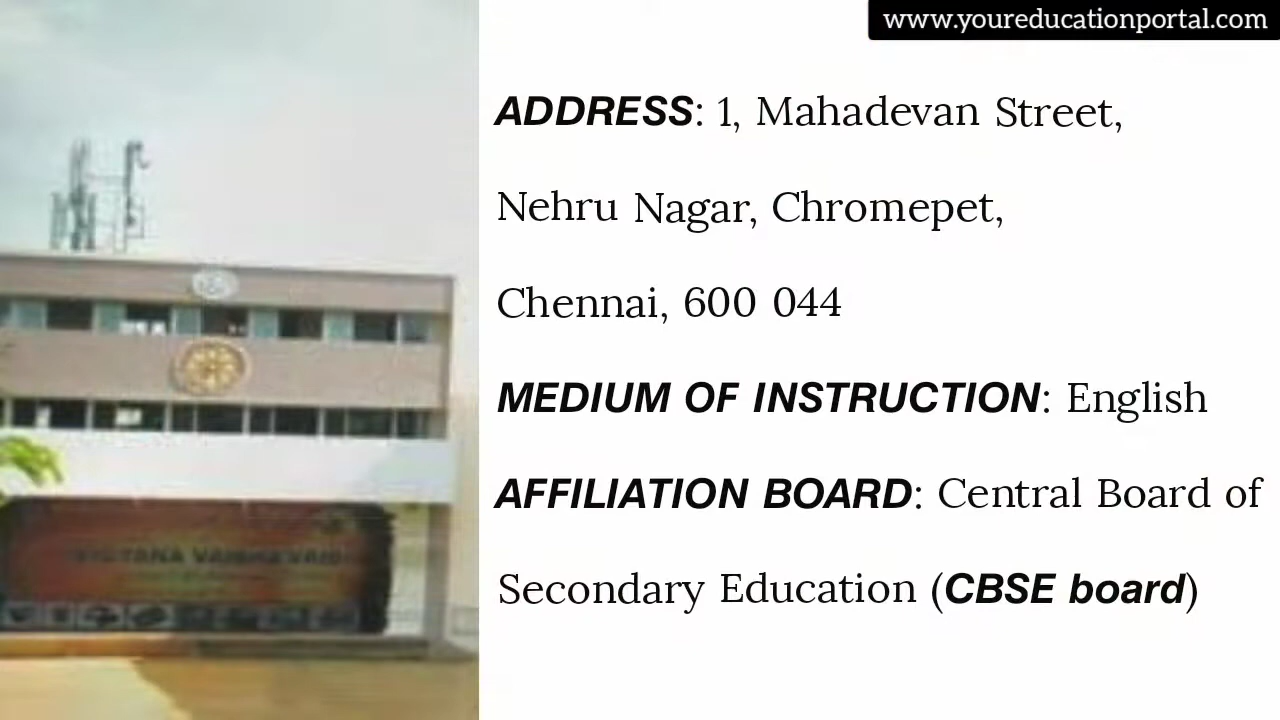 www.youreducationportal.com
ADDRESS: 1, Mahadevan Street,
Nehru Nagar, Chromepet,
Chennai, 600 044
MEDIUM OF INSTRUCTION: English
AFFILIATION BOARD: Central Board of
Secondary Education (CBSE board)